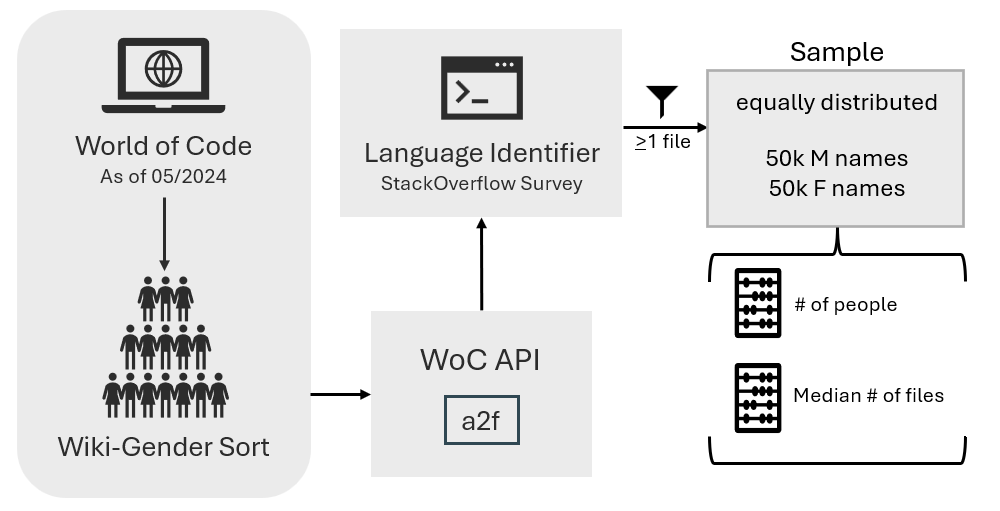 World of Code
As of 05/2024
Wiki-Gender Sort
WoC API
a2f
>_
Language Identifier
StackOverflow Survey
≥1 file
Sample
equally distributed
50k M names
50k F names
# of people
Median # of files